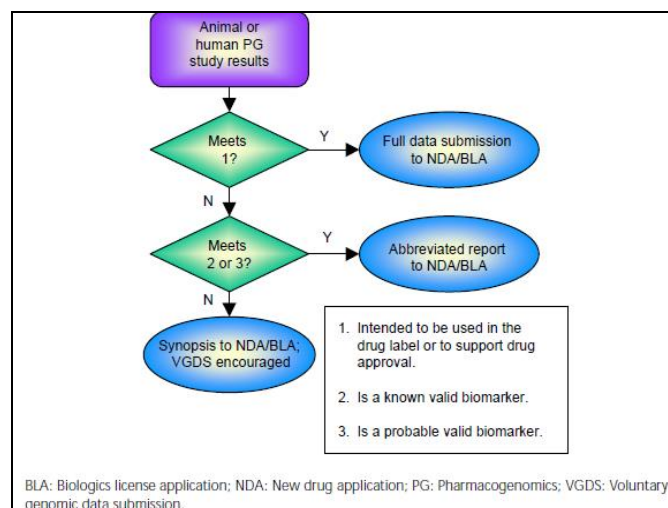 Animal or
human PG
study results
Meets
1?
Y
Full data submission
to NDA/BLA
N
Meets
2 or 3?
Y
Abbreviated report
to NDA/BLA
N
Synopsis to NDA/BLA;
VGDS encouraged
1. Intended to be used in the
drug label or to support drug
approval.
2. Is a known valid biomarker.
3. Is a probable valid biomarker.
BLA: Biologics license application; NDA: New drug application; PG: Pharmacogenomics; VGDS: Voluntary
genomic data submission.